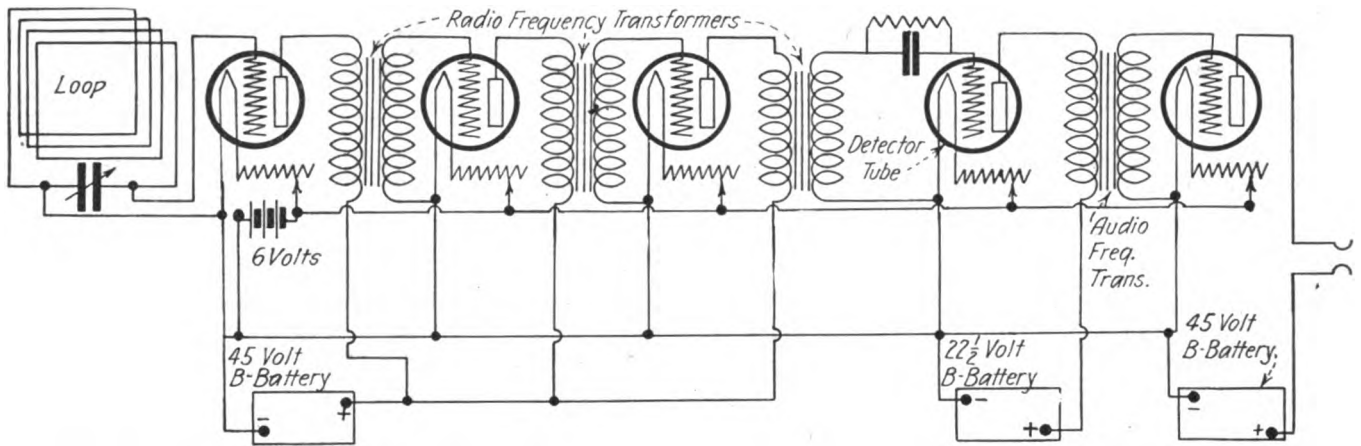 Radio Frequency Transformers
Loop
Detector
Tube
6 Volts
'Audio
Freq.
Trans.
45 Volt
B-Battery
- +
22½ Volt
B-Battery
- +
45 Volt
B-Battery,
- +